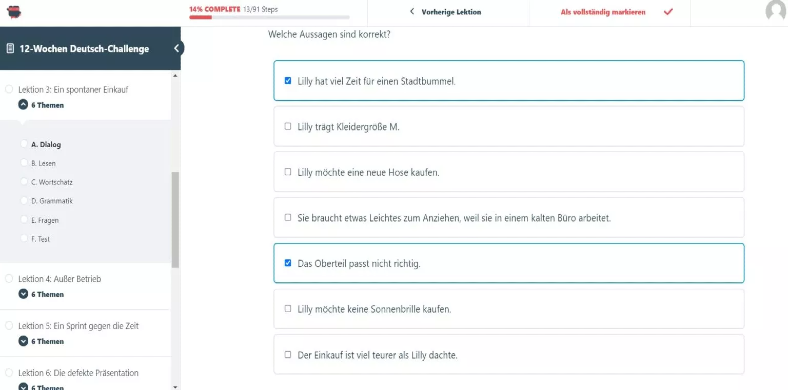 14% COMPLETE 13/91 Steps
Vorherige Lektion
Als vollständig markieren
12-Wochen Deutsch-Challenge
Lektion 3: Ein spontaner Einkauf
6 Themen
A. Dialog
B. Lesen
C. Wortschatz
D. Grammatik
E. Fragen
F. Test
Lektion 4: Außer Betrieb
6 Themen
Lektion 5: Ein Sprint gegen die Zeit
6 Themen
Lektion 6: Die defekte Präsentation
6 Themen
Welche Aussagen sind korrekt?
Lilly hat viel Zeit für einen Stadtbummel.
Lilly trägt Kleidergröße M.
Lilly möchte eine neue Hose kaufen.
Sie braucht etwas Leichtes zum Anziehen, weil sie in einem kalten Büro arbeitet.
Das Oberteil passt nicht richtig.
Lilly möchte keine Sonnenbrille kaufen.
Der Einkauf ist viel teurer als Lilly dachte.